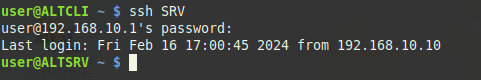 user@ALTCLI ~ $ ssh SRV
user@192.168.10.1's password:
Last login: Fri Feb 16 17:00:45 2024 from 192.168.10.10
user@ALTSRV ~ $